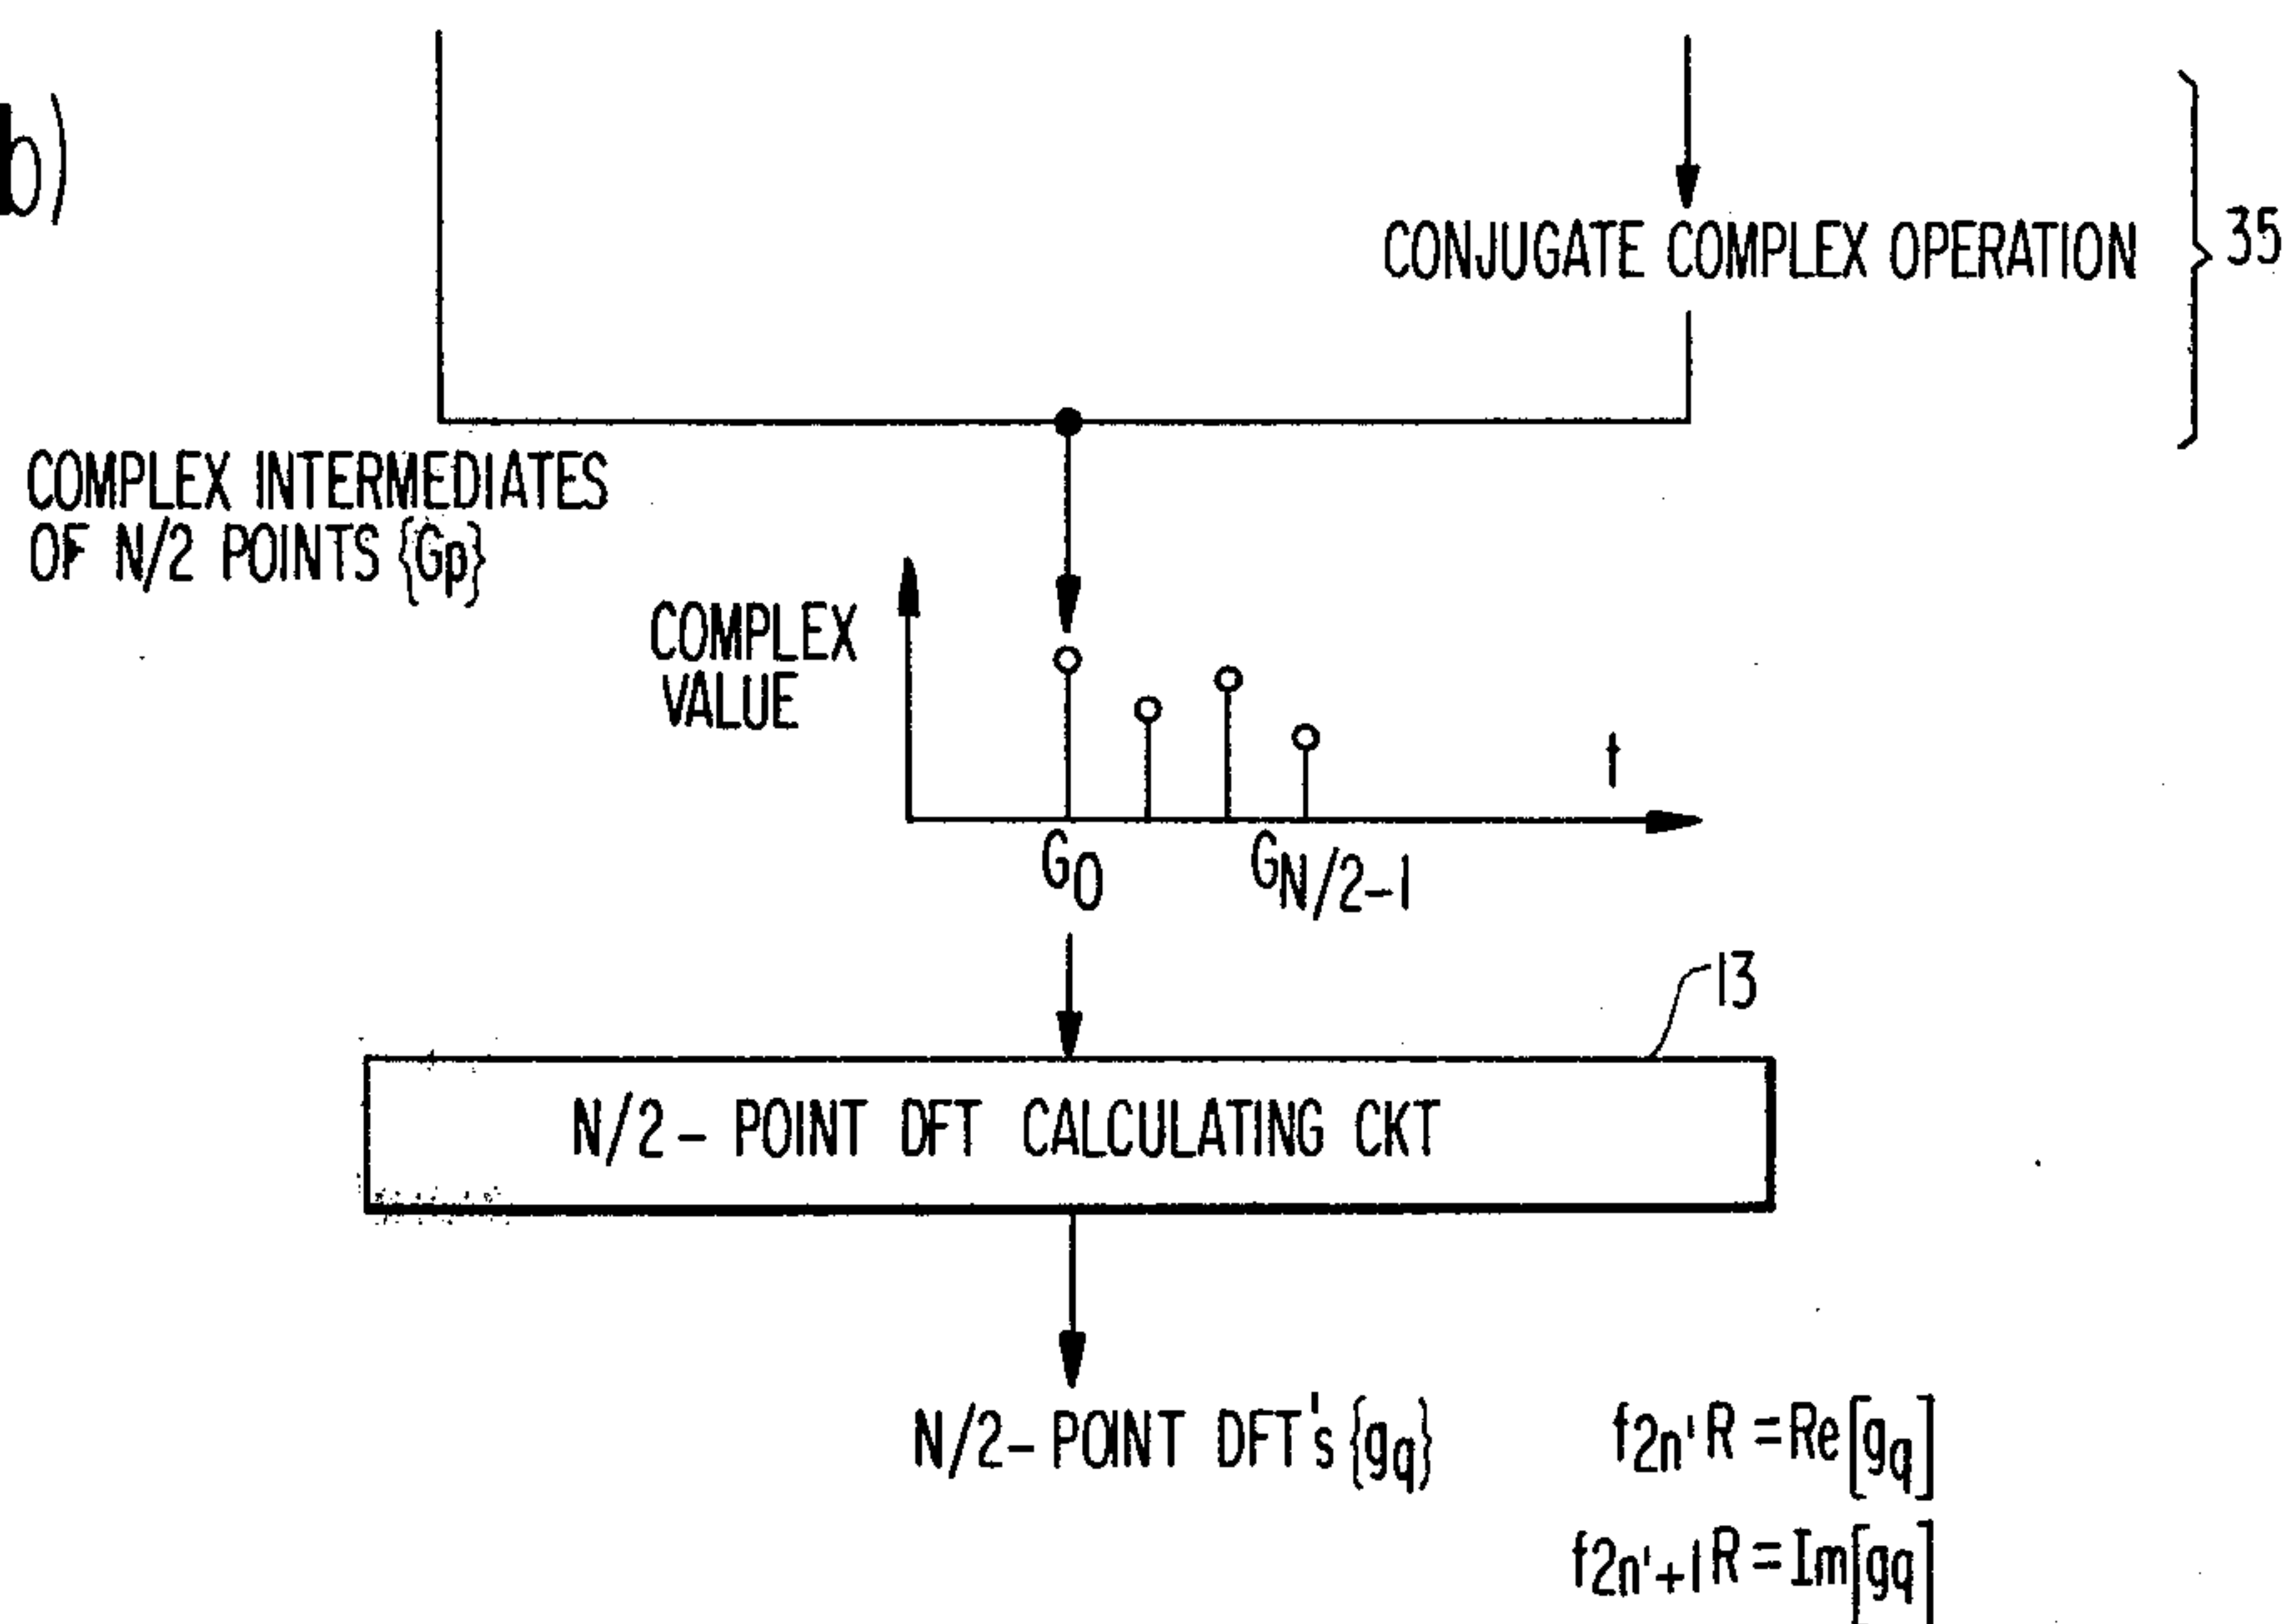 b)
CONJUGATE COMPLEX OPERATION
35
COMPLEX INTERMEDIATES
OF N/2 POINTS {Gp}
COMPLEX
VALUE
t
G0
GN/2-1
13
N/2- POINT DFT CALCULATING CKT
N/2- POINT DFT's {gq}
f2n'R = Re[gq]
f2n'+1R = Im[gq]